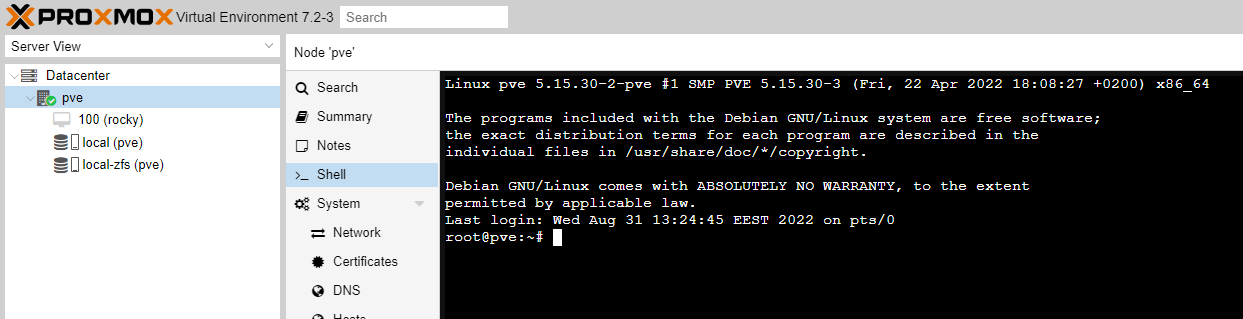 PROXMOX Virtual Environment 7.2-3 Search
Server View
Datacenter
pve
100 (rocky)
local (pve)
local-zfs (pve)
Node 'pve'
Search
Summary
Notes
Shell
System
Network
Certificates
DNS
Hosts
Linux pve 5.15.30-2-pve #1 SMP PVE 5.15.30-3 (Fri, 22 Apr 2022 18:08:27 +0200) x86_64
The programs included with the Debian GNU/Linux system are free software;
the exact distribution terms for each program are described in the
individual files in /usr/share/doc/*/copyright.
Debian GNU/Linux comes with ABSOLUTELY NO WARRANTY, to the extent
permitted by applicable law.
Last login: Wed Aug 31 13:24:45 EEST 2022 on pts/0
root@pve:~#